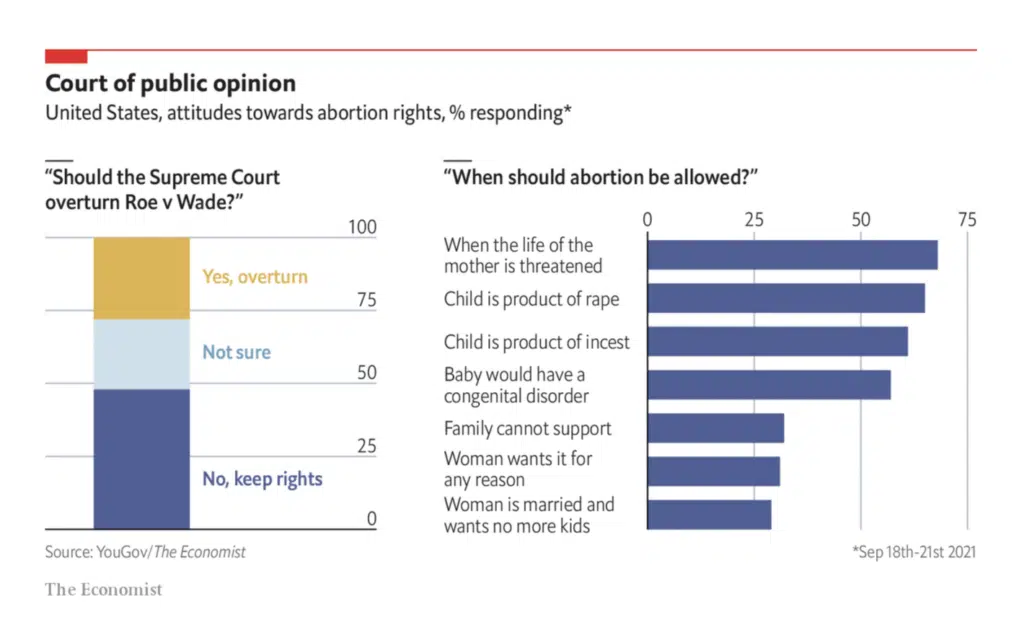 Court of public opinion
United States, attitudes towards abortion rights, % responding*
“Should the Supreme Court
overturn Roe v Wade?”
100
Yes, overturn
75
Not sure
50
25
No, keep rights
0
“When should abortion be allowed?”
0 25 50 75
When the life of the
mother is threatened
Child is product of rape
Child is product of incest
Baby would have a
congenital disorder
Family cannot support
Woman wants it for
any reason
Woman is married and
wants no more kids
Source: YouGov/The Economist
*Sep 18th-21st 2021
The Economist